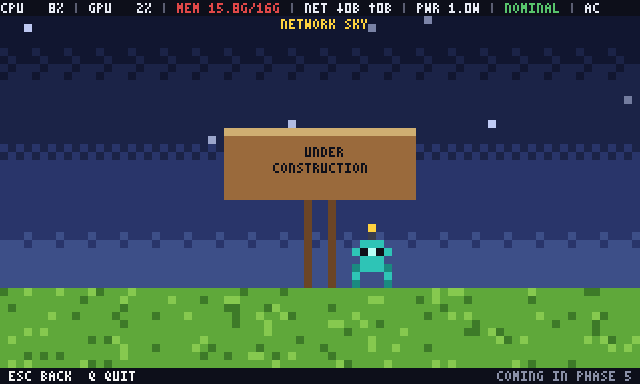 CPU 8% | GPU 2% | MEM 15.8G/16G | NET ↓0B ↑0B | PWR 1.0W | NOMINAL | AC
NETWORK SKY
UNDER
CONSTRUCTION
ESC BACK Q QUIT
COMING IN PHASE 5